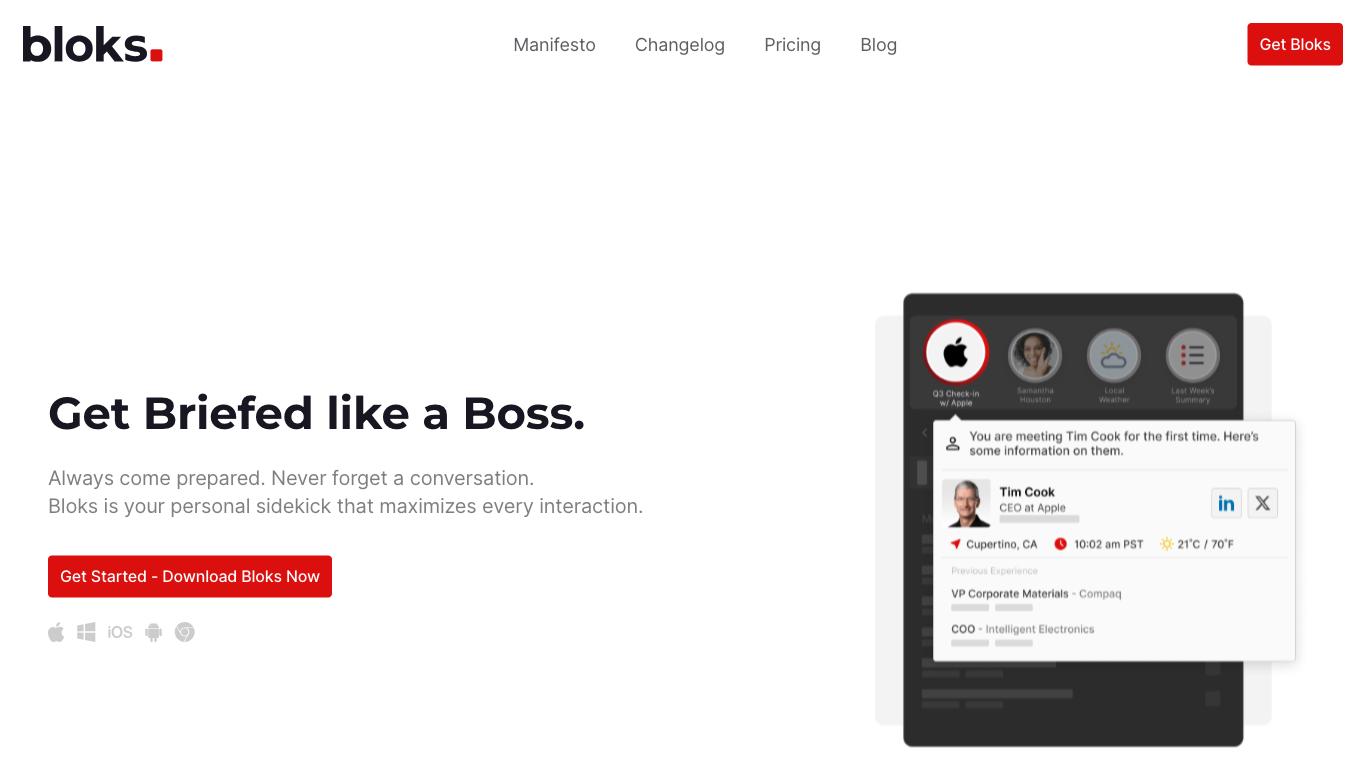 bloks.
Manifesto
Changelog
Pricing
Blog
Get Bloks
Get Briefed like a Boss.
Always come prepared. Never forget a conversation.
Bloks is your personal sidekick that maximizes every interaction.
Get Started - Download Bloks Now
iOS
Q3 Check-in
w/ Apple
Samantha
Houston
Local
Weather
Last Week's
Summary
You are meeting Tim Cook for the first time. Here's
some information on them.
Tim Cook
CEO at Apple
in
X
Cupertino, CA
10:02 am PST
21°C / 70°F
Previous Experience
VP Corporate Materials - Compaq
COO - Intelligent Electronics